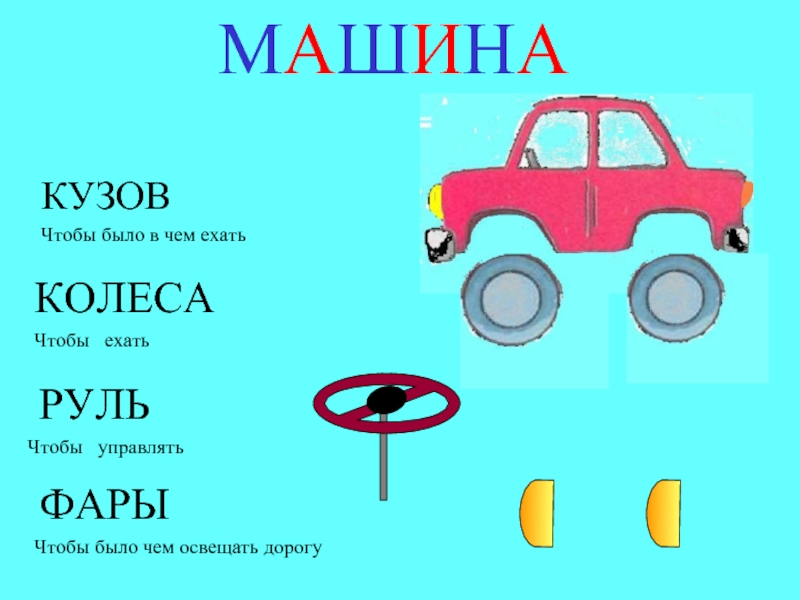 МАШИНА
КУЗОВ
Чтобы было в чем ехать
КОЛЕСА
Чтобы ехать
РУЛЬ
Чтобы управлять
ФАРЫ
Чтобы было чем освещать дорогу